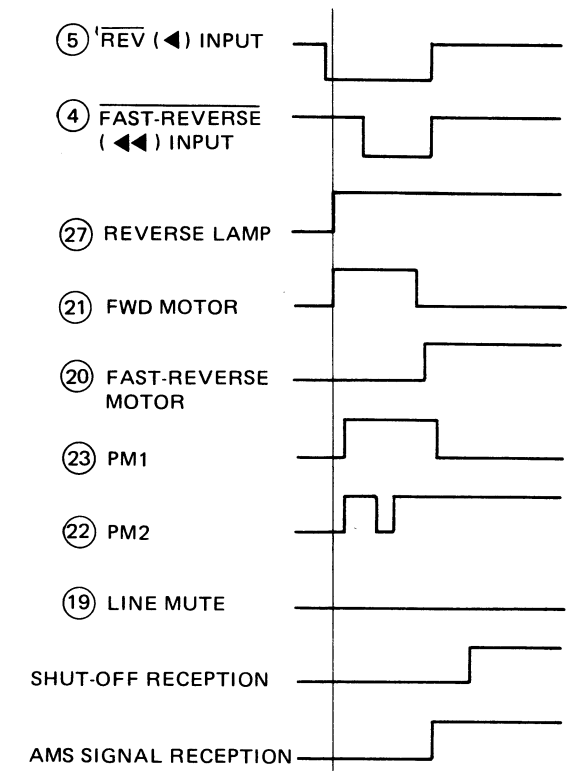 5 REV (◀) INPUT
4 FAST-REVERSE
(◀◀) INPUT
27 REVERSE LAMP
21 FWD MOTOR
20 FAST-REVERSE
MOTOR
23 PM1
22 PM2
19 LINE MUTE
SHUT-OFF RECEPTION
AMS SIGNAL RECEPTION